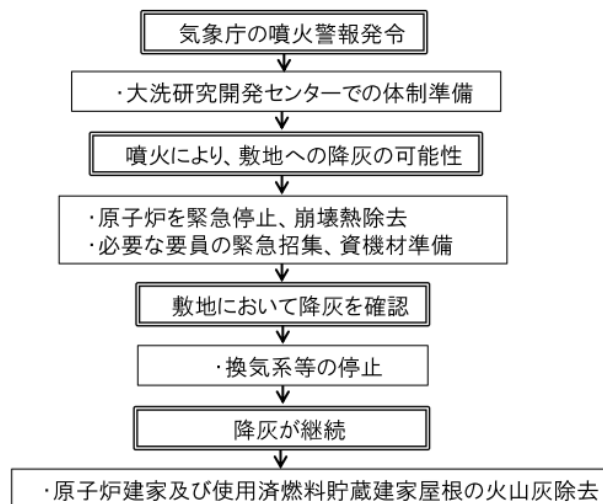 気象庁の噴火警報発令
・大洗研究開発センターでの体制準備
噴火により、敷地への降灰の可能性
・原子炉を緊急停止、崩壊熱除去
・必要な要員の緊急招集、資機材準備
敷地において降灰を確認
・換気系等の停止
降灰が継続
・原子炉建家及び使用済燃料貯蔵建家屋根の火山灰除去